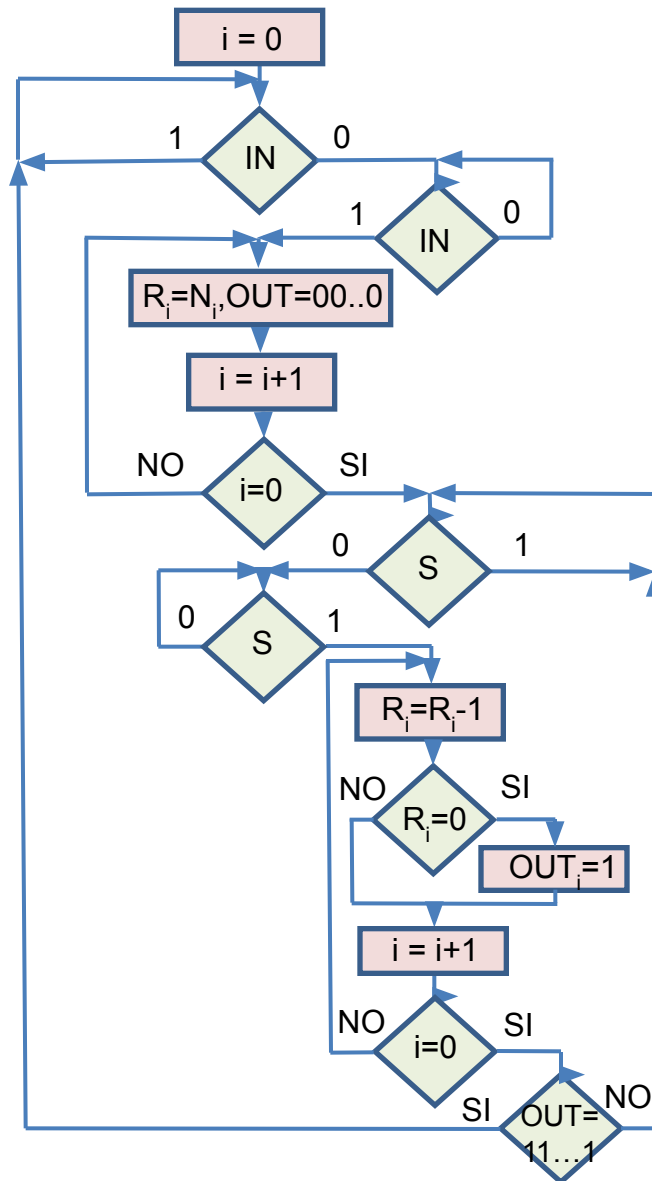 i = 0
1
0
IN
1
0
IN
Ri=Ni,OUT=00..0
i = i+1
NO
SI
i=0
0
1
S
0
1
S
Ri=Ri-1
NO
SI
Ri=0
OUTi=1
i = i+1
NO
SI
i=0
SI
NO
OUT=
11...1